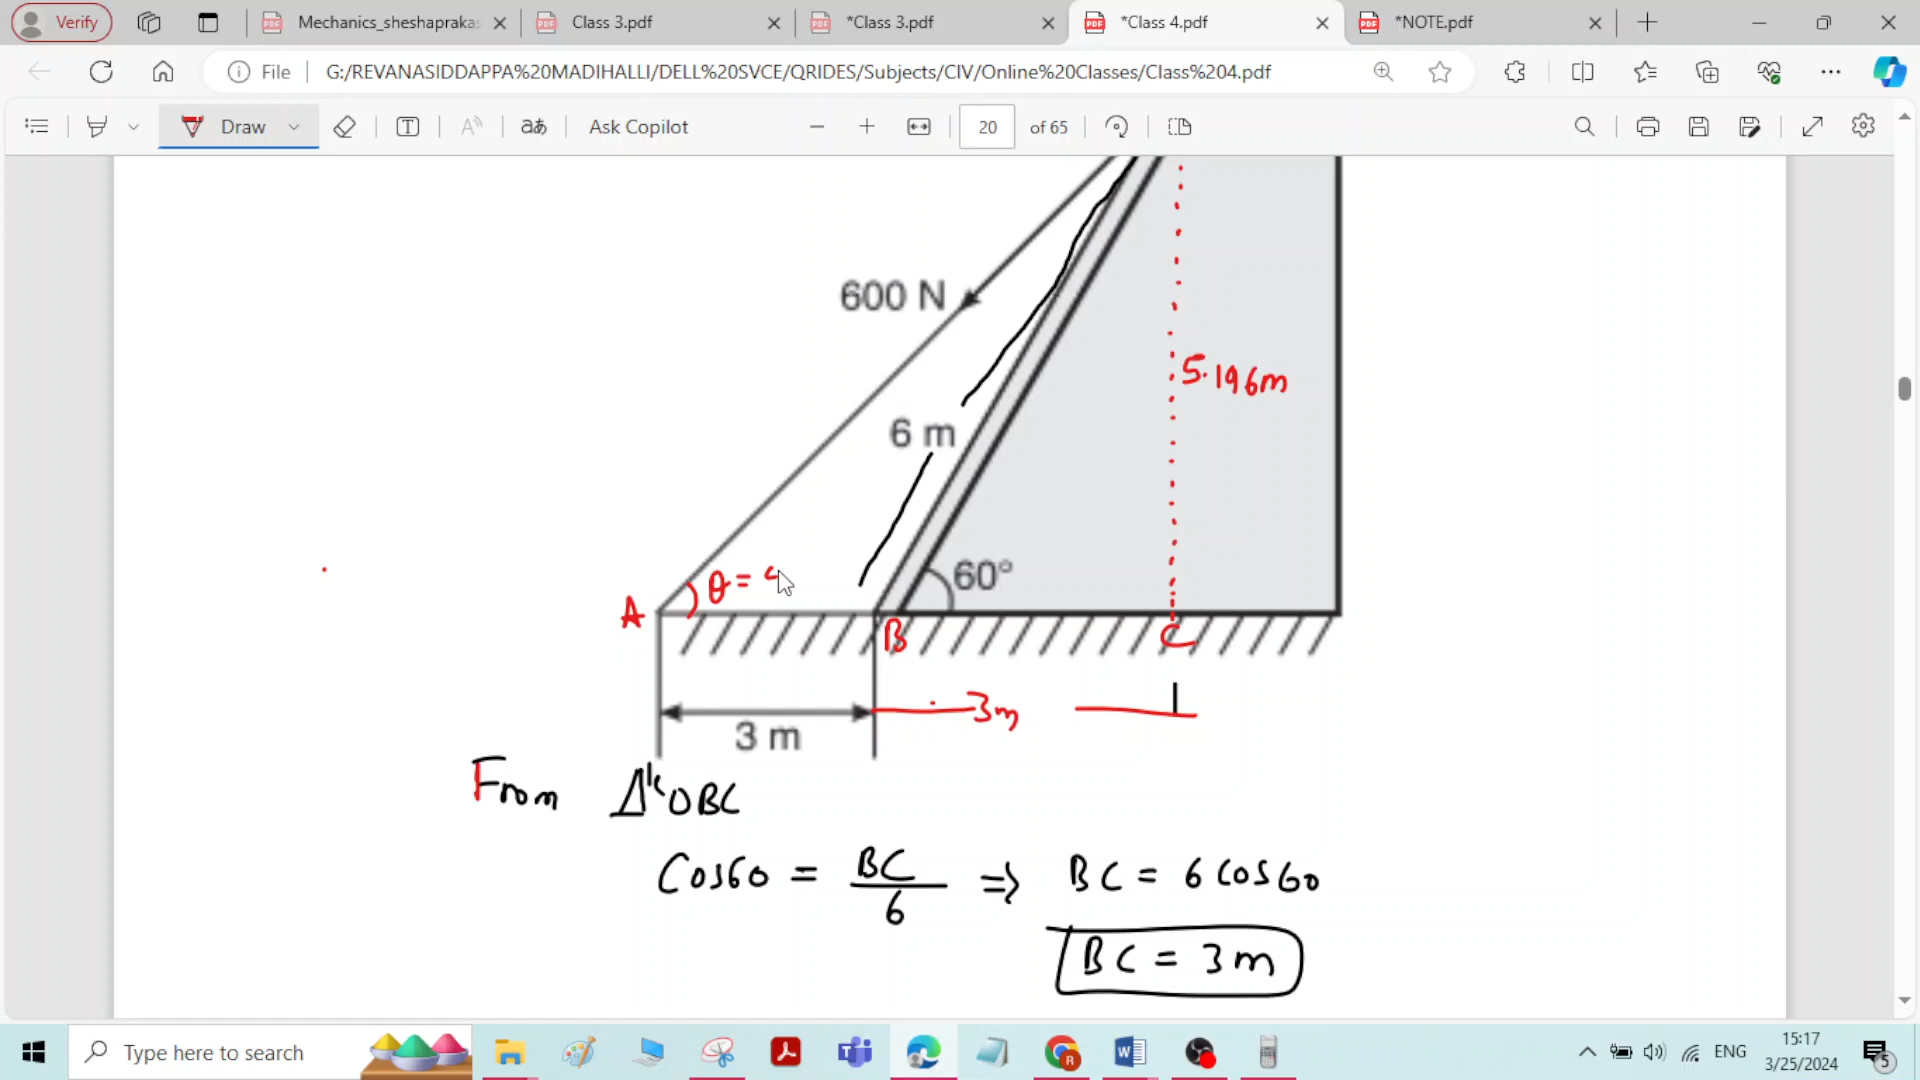 Verify
Mechanics_sheshapraka
Class 3.pdf
*Class 3.pdf
*Class 4.pdf
*NOTE.pdf
File
G:/REVANASIDDAPPA%20MADIHALLI/DELL%20SVCE/QRIDES/Subjects/CIV/Online%20Classes/Class%204.pdf
Draw
Ask Copilot
20 of 65
600 N
5.196m
6 m
60°
θ =
A
B
C
3m
3 m
From Δle OBC
Cos60 = BC/6 => BC = 6 cos60
BC = 3m
Type here to search
ENG
15:17
3/25/2024
5